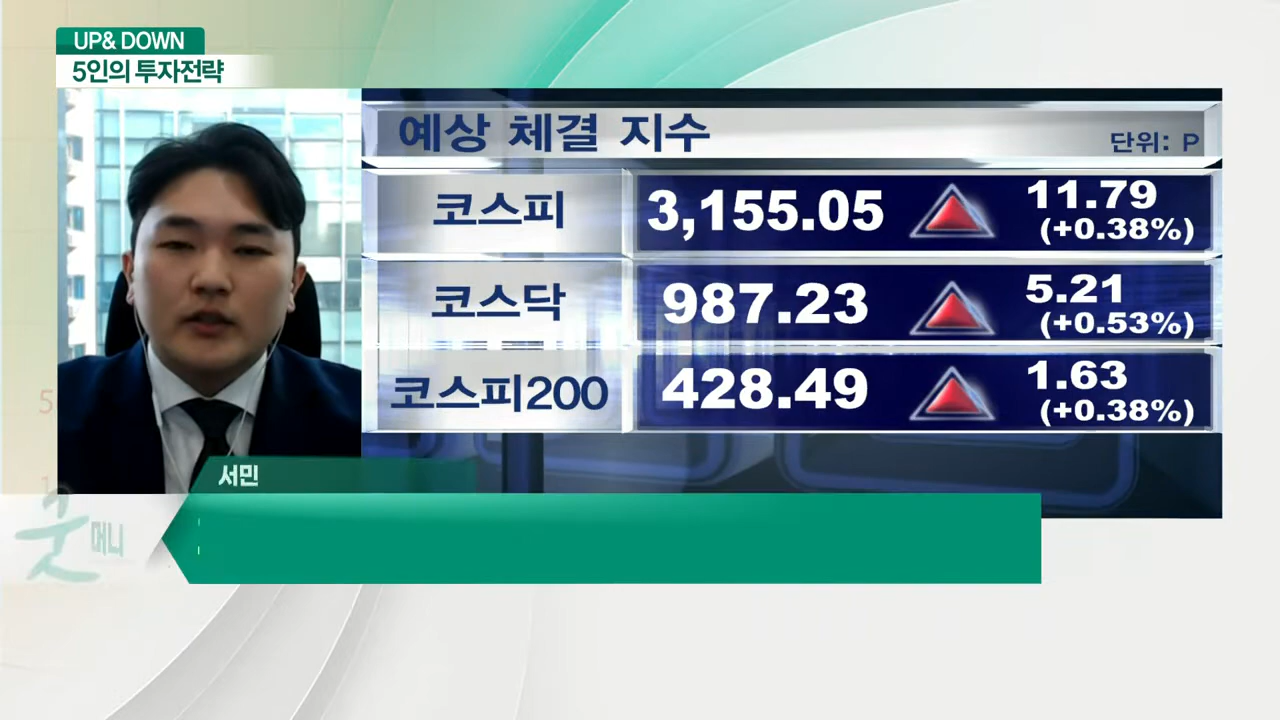 UP& DOWN
5인의 투자전략
예상 체결 지수
단위: P
코스피 3,155.05 ▲ 11.79 (+0.38%)
코스닥 987.23 ▲ 5.21 (+0.53%)
코스피200 428.49 ▲ 1.63 (+0.38%)
서민
굿머니